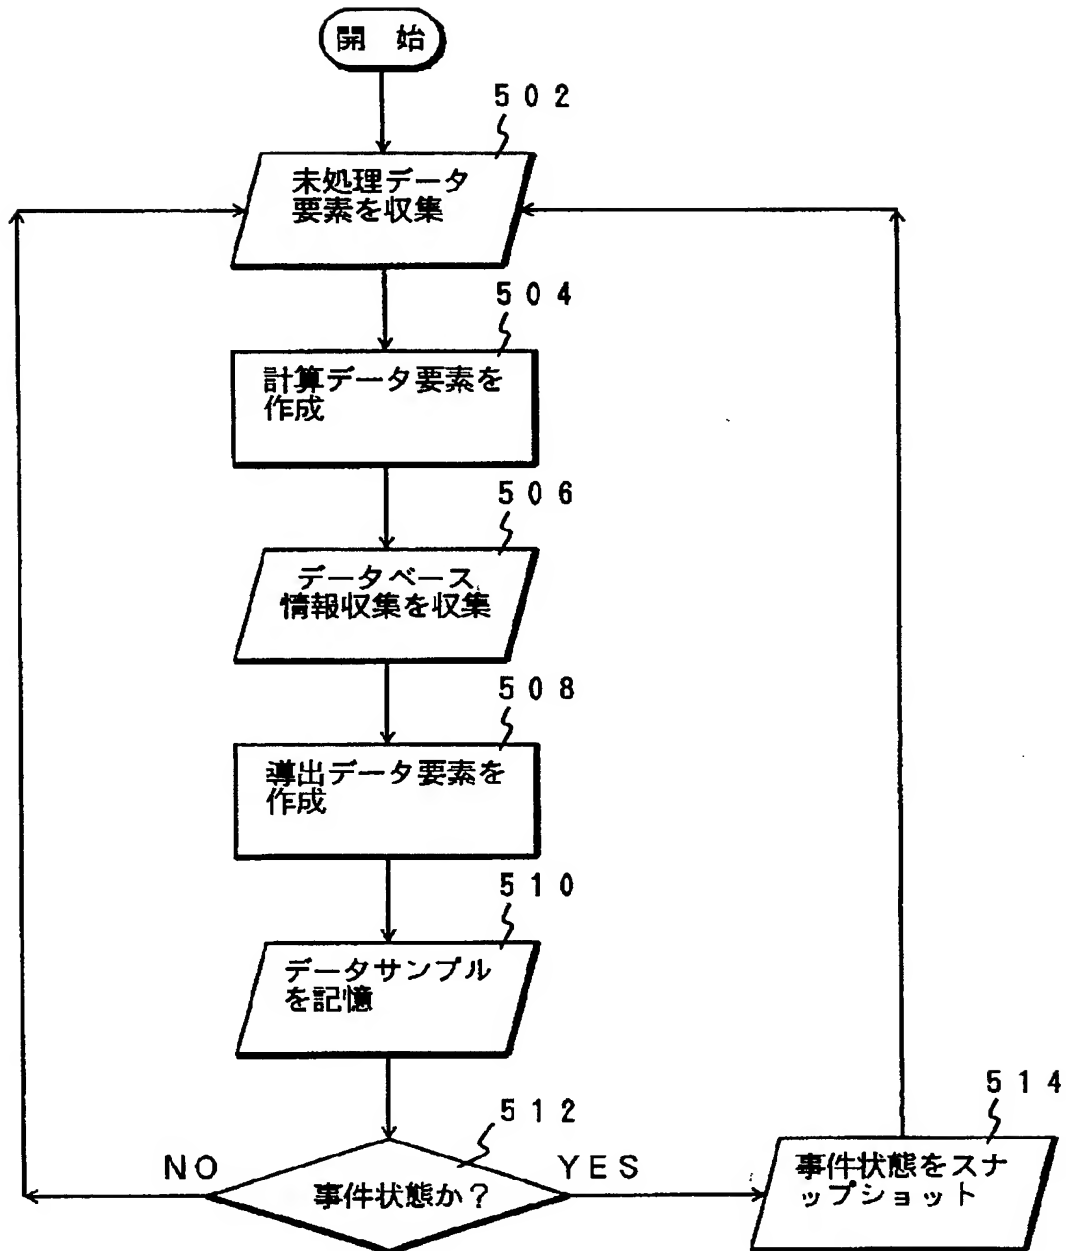 開 始
502
未処理データ
要素を収集
504
計算データ要素を
作成
506
データベース
情報収集を収集
508
導出データ要素を
作成
510
データサンプル
を記憶
512
NO
事件状態か?
YES
514
事件状態をスナ
ップショット